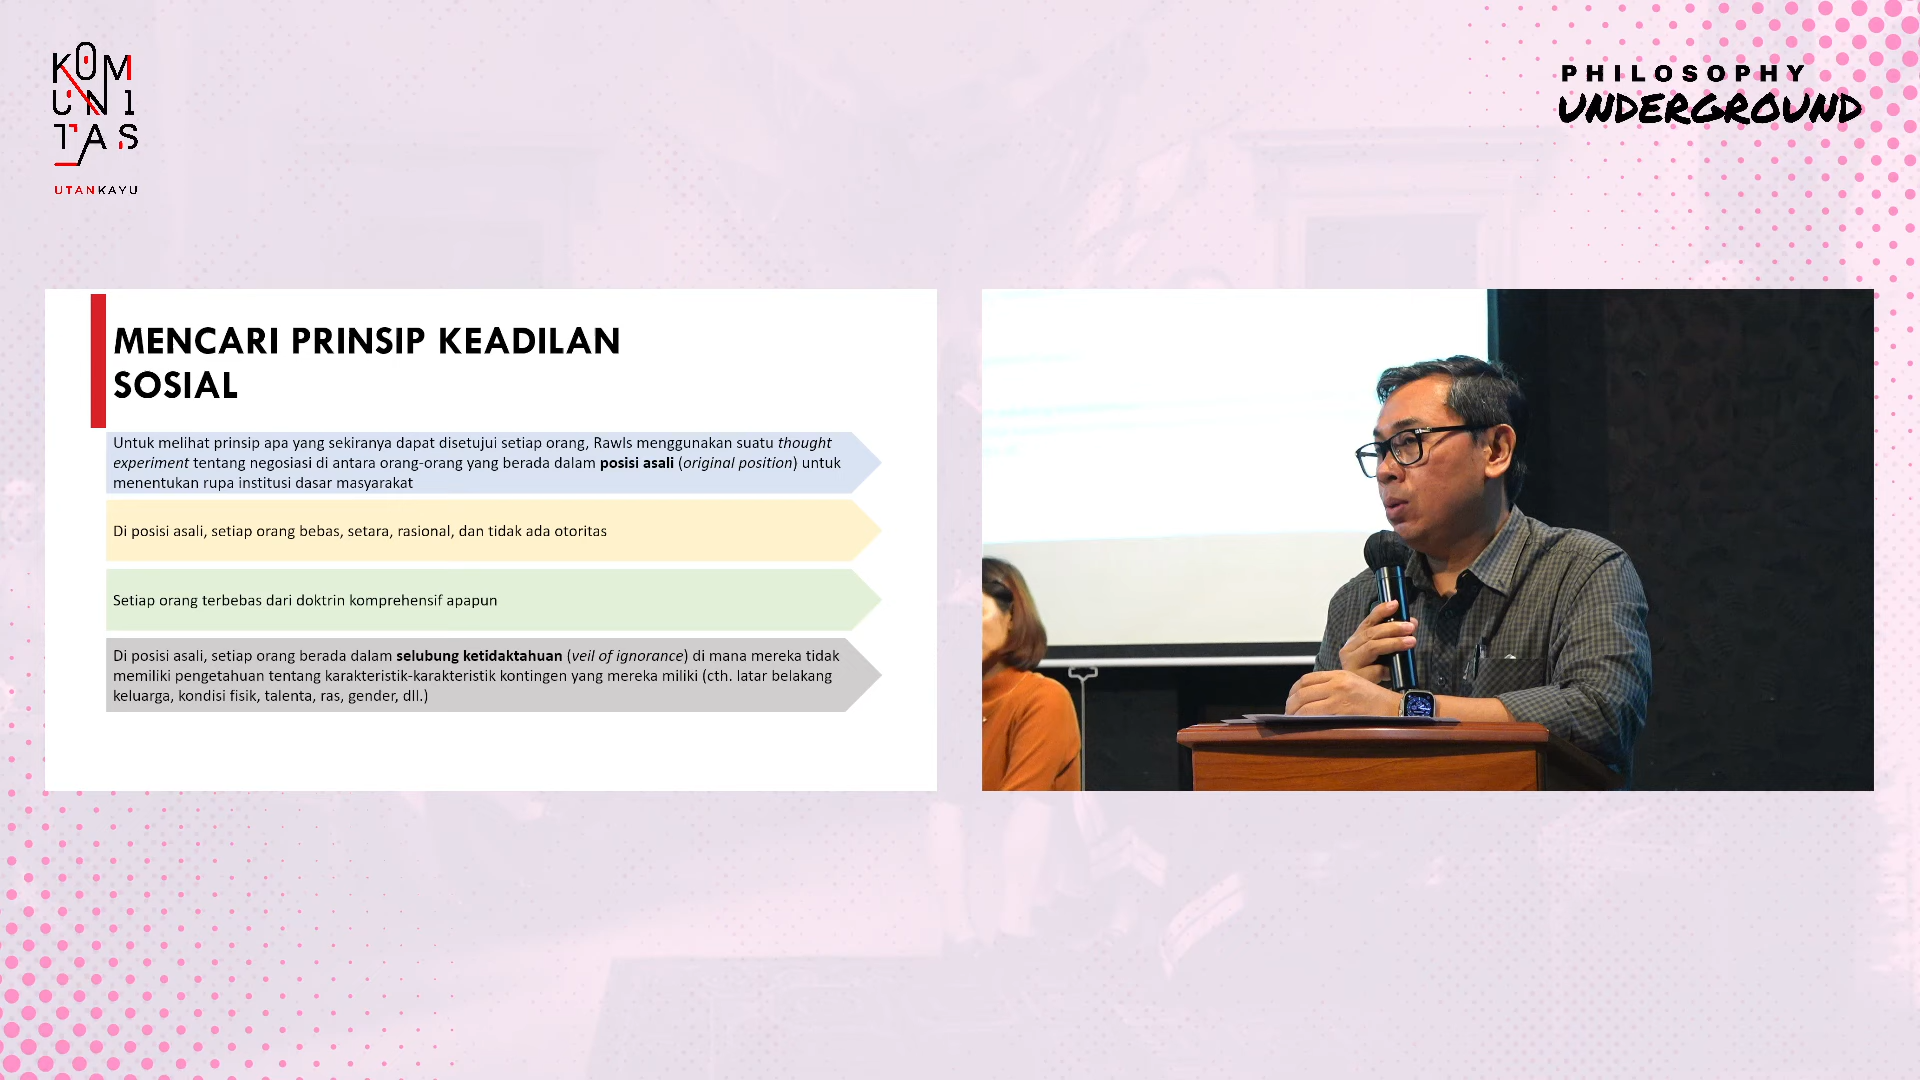 KOM
UNI
TAS
UTANKAYU
PHILOSOPHY
UNDERGROUND
MENCARI PRINSIP KEADILAN
SOSIAL
Untuk melihat prinsip apa yang sekiranya dapat disetujui setiap orang, Rawls menggunakan suatu thought
experiment tentang negosiasi di antara orang-orang yang berada dalam posisi asali (original position) untuk
menentukan rupa institusi dasar masyarakat
Di posisi asali, setiap orang bebas, setara, rasional, dan tidak ada otoritas
Setiap orang terbebas dari doktrin komprehensif apapun
Di posisi asali, setiap orang berada dalam selubung ketidaktahuan (veil of ignorance) di mana mereka tidak
memiliki pengetahuan tentang karakteristik-karakteristik kontingen yang mereka miliki (cth. latar belakang
keluarga, kondisi fisik, talenta, ras, gender, dll.)